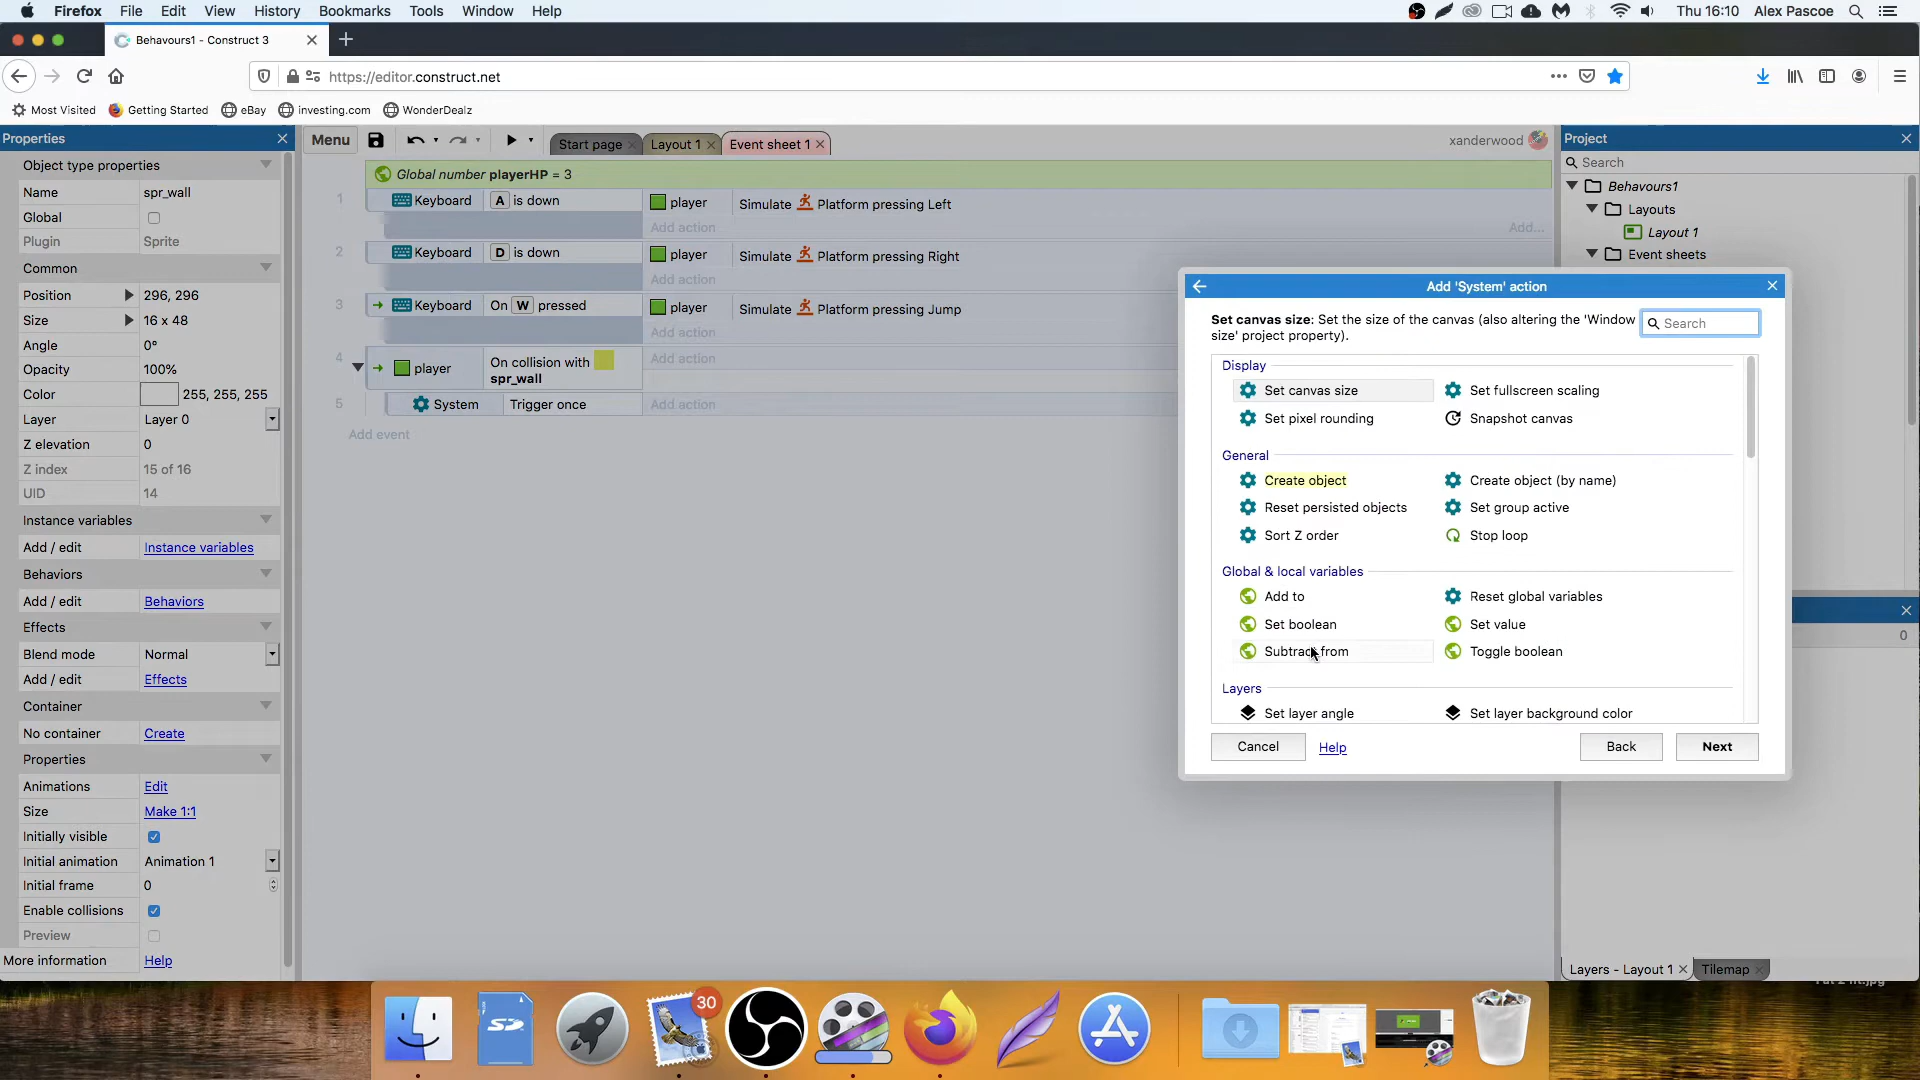 Firefox File Edit View History Bookmarks Tools Window Help Thu 16:10 Alex Pascoe
Behavours1 - Construct 3
https://editor.construct.net
Most Visited Getting Started eBay investing.com WonderDealz
Properties
Object type properties
Name spr_wall
Global
Plugin Sprite
Common
Position 296, 296
Size 16 x 48
Angle 0°
Opacity 100%
Color 255, 255, 255
Layer Layer 0
Z elevation 0
Z index 15 of 16
UID 14
Instance variables
Add / edit Instance variables
Behaviors
Add / edit Behaviors
Effects
Blend mode Normal
Add / edit Effects
Container
No container Create
Properties
Animations Edit
Size Make 1:1
Initially visible
Initial animation Animation 1
Initial frame 0
Enable collisions
Preview
More information Help
Menu Start page Layout 1 Event sheet 1 xanderwood
Global number playerHP = 3
1 Keyboard A is down player Simulate Platform pressing Left
Add action Add...
2 Keyboard D is down player Simulate Platform pressing Right
Add action
3 Keyboard On W pressed player Simulate Platform pressing Jump
Add action
4 player On collision with spr_wall Add action
5 System Trigger once Add action
Add event
Add 'System' action
Set canvas size: Set the size of the canvas (also altering the 'Window
size' project property).
Search
Display
Set canvas size Set fullscreen scaling
Set pixel rounding Snapshot canvas
General
Create object Create object (by name)
Reset persisted objects Set group active
Sort Z order Stop loop
Global & local variables
Add to Reset global variables
Set boolean Set value
Subtract from Toggle boolean
Layers
Set layer angle Set layer background color
Cancel Help Back Next
Project
Search
Behavours1
Layouts
Layout 1
Event sheets
0
Layers - Layout 1 Tilemap
SD
30